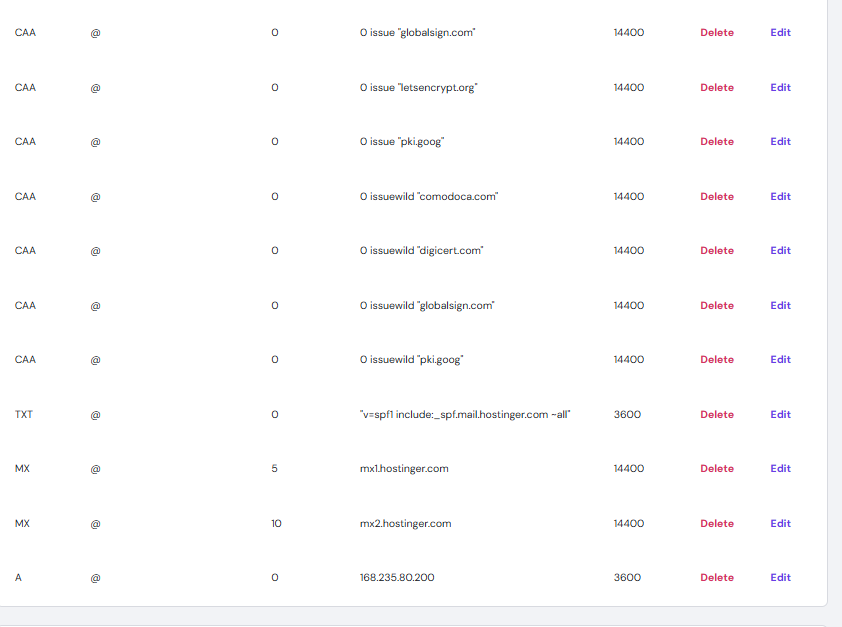 CAA @ 0 0 issue "globalsign.com" 14400 Delete Edit
CAA @ 0 0 issue "letsencrypt.org" 14400 Delete Edit
CAA @ 0 0 issue "pki.goog" 14400 Delete Edit
CAA @ 0 0 issuewild "comodoca.com" 14400 Delete Edit
CAA @ 0 0 issuewild "digicert.com" 14400 Delete Edit
CAA @ 0 0 issuewild "globalsign.com" 14400 Delete Edit
CAA @ 0 0 issuewild "pki.goog" 14400 Delete Edit
TXT @ 0 "v=spf1 include:_spf.mail.hostinger.com ~all" 3600 Delete Edit
MX @ 5 mx1.hostinger.com 14400 Delete Edit
MX @ 10 mx2.hostinger.com 14400 Delete Edit
A @ 0 168.235.80.200 3600 Delete Edit